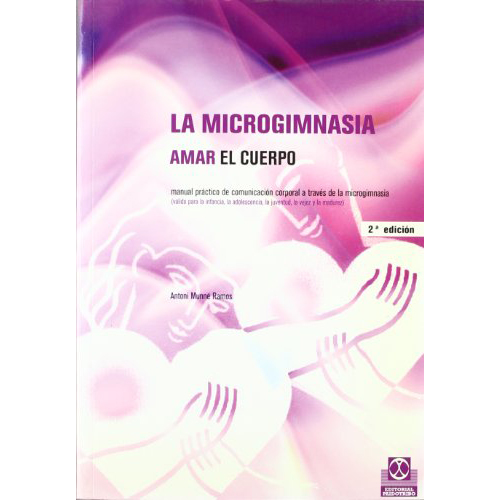 LA MICROGIMNASIA
AMAR EL CUERPO
manual práctico de comunicación corporal a través de la microgimnasia
(válida para la infancia, la adolescencia, la juventud, la vejez y la madurez)
2ª edición
Antoni Munné Ramos
EDITORIAL
PAIDOTRIBO